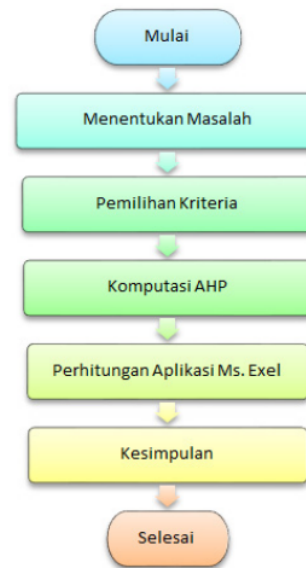 Mulai
Menentukan Masalah
Pemilihan Kriteria
Komputasi AHP
Perhitungan Aplikasi Ms. Exel
Kesimpulan
Selesai